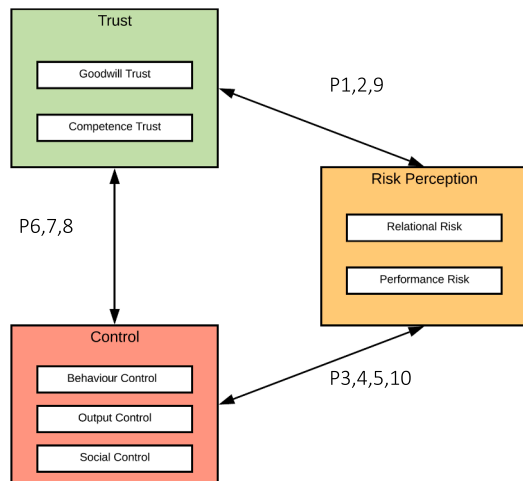 Trust
Goodwill Trust
Competence Trust
P1,2,9
Risk Perception
Relational Risk
Performance Risk
P6,7,8
Control
Behaviour Control
Output Control
Social Control
P3,4,5,10